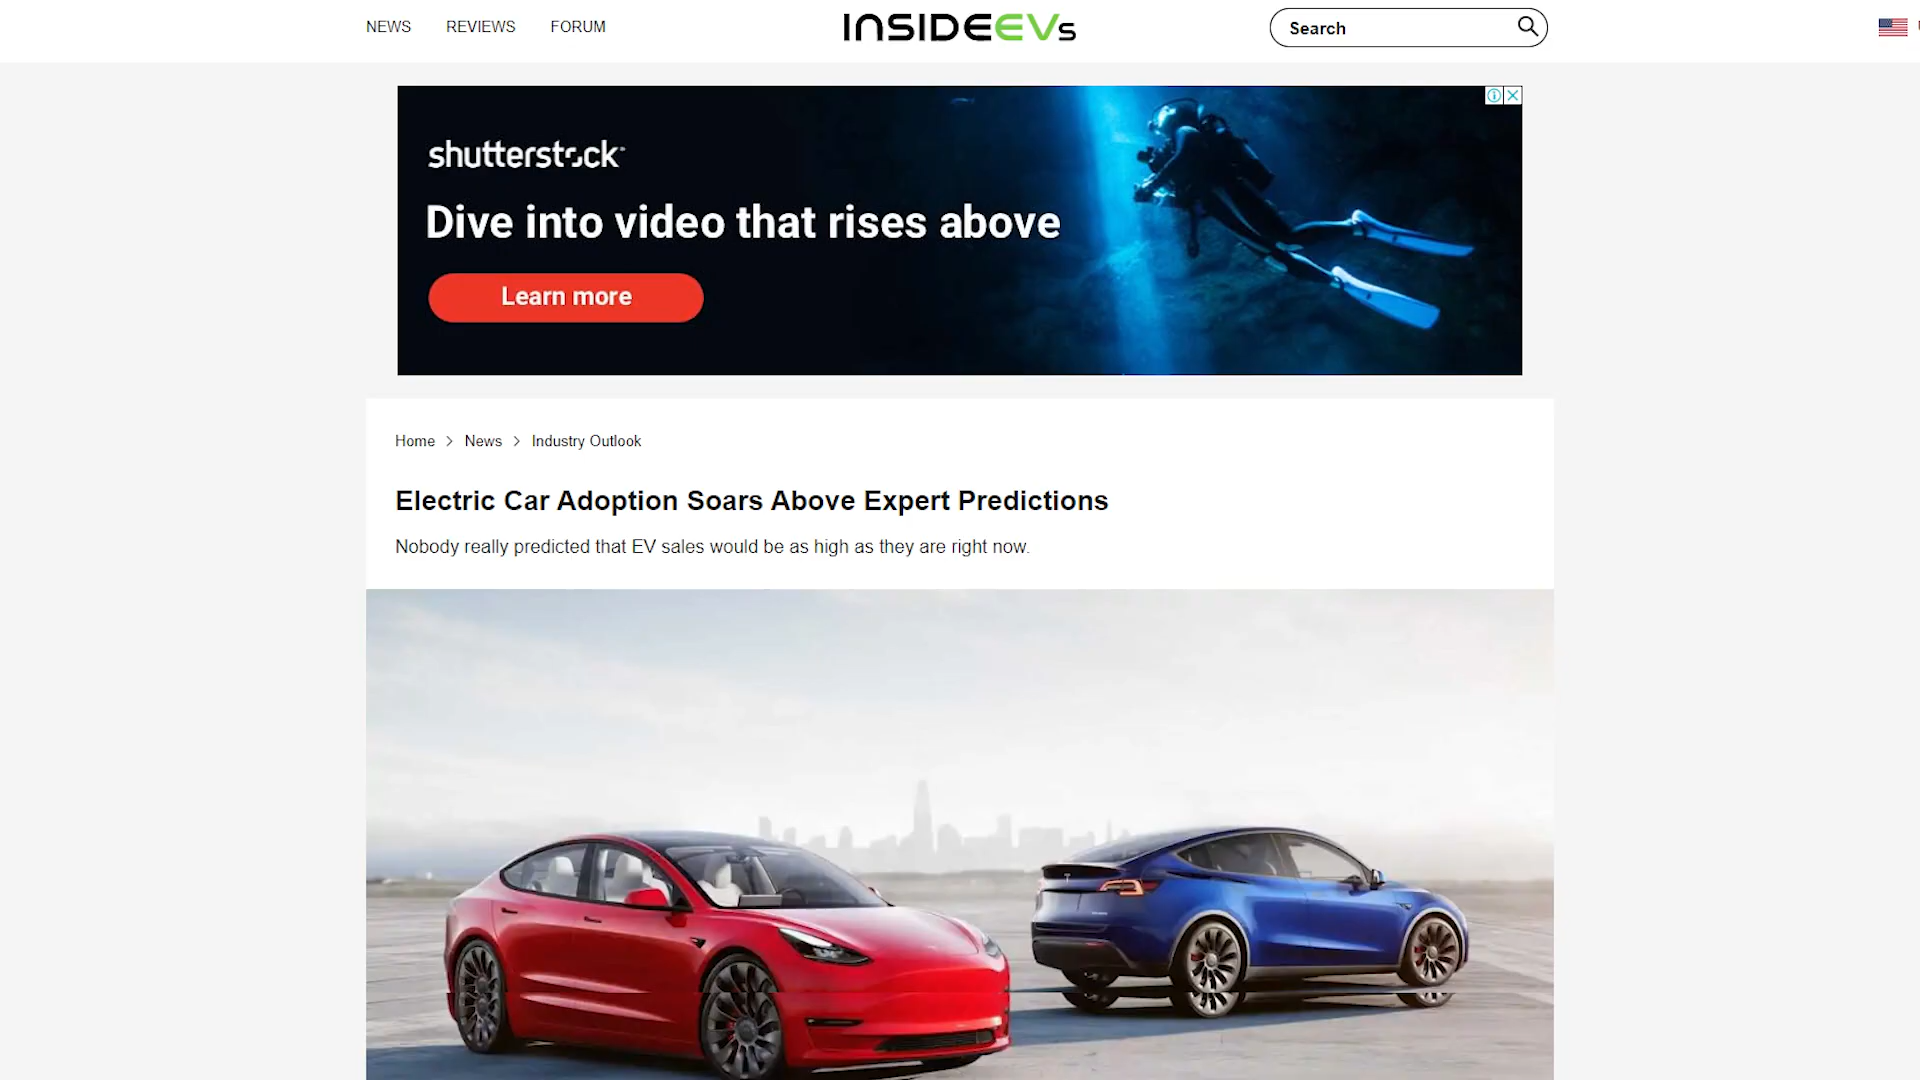 NEWS
REVIEWS
FORUM
INSIDEEVs
Search
shutterstock
Dive into video that rises above
Learn more
Home > News > Industry Outlook
Electric Car Adoption Soars Above Expert Predictions
Nobody really predicted that EV sales would be as high as they are right now.